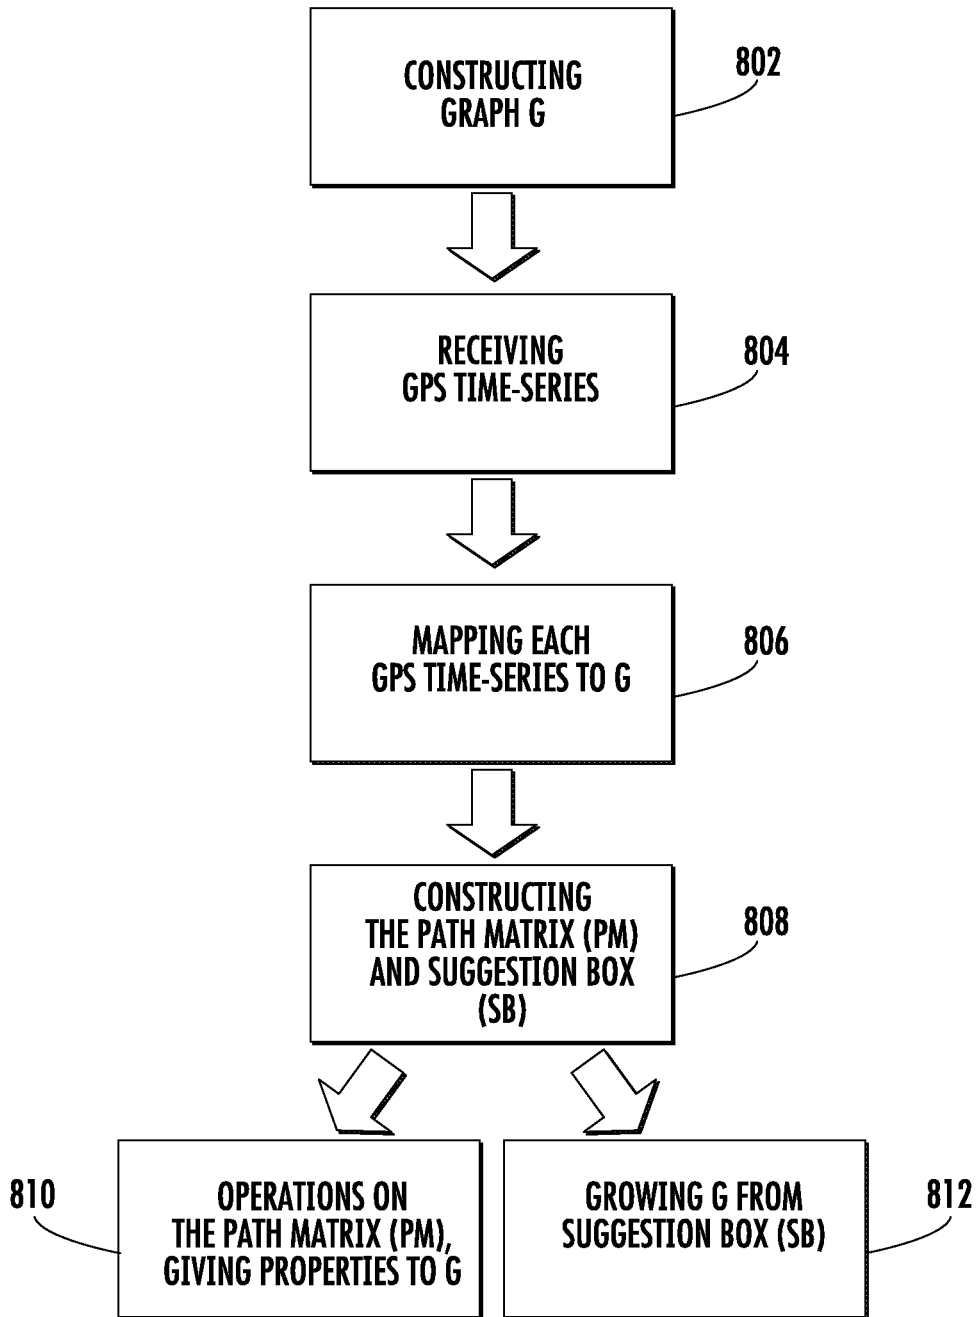 CONSTRUCTING
GRAPH G
802
RECEIVING
GPS TIME-SERIES
804
MAPPING EACH
GPS TIME-SERIES TO G
806
CONSTRUCTING
THE PATH MATRIX (PM)
AND SUGGESTION BOX
(SB)
808
810
OPERATIONS ON
THE PATH MATRIX (PM),
GIVING PROPERTIES TO G
GROWING G FROM
SUGGESTION BOX (SB)
812